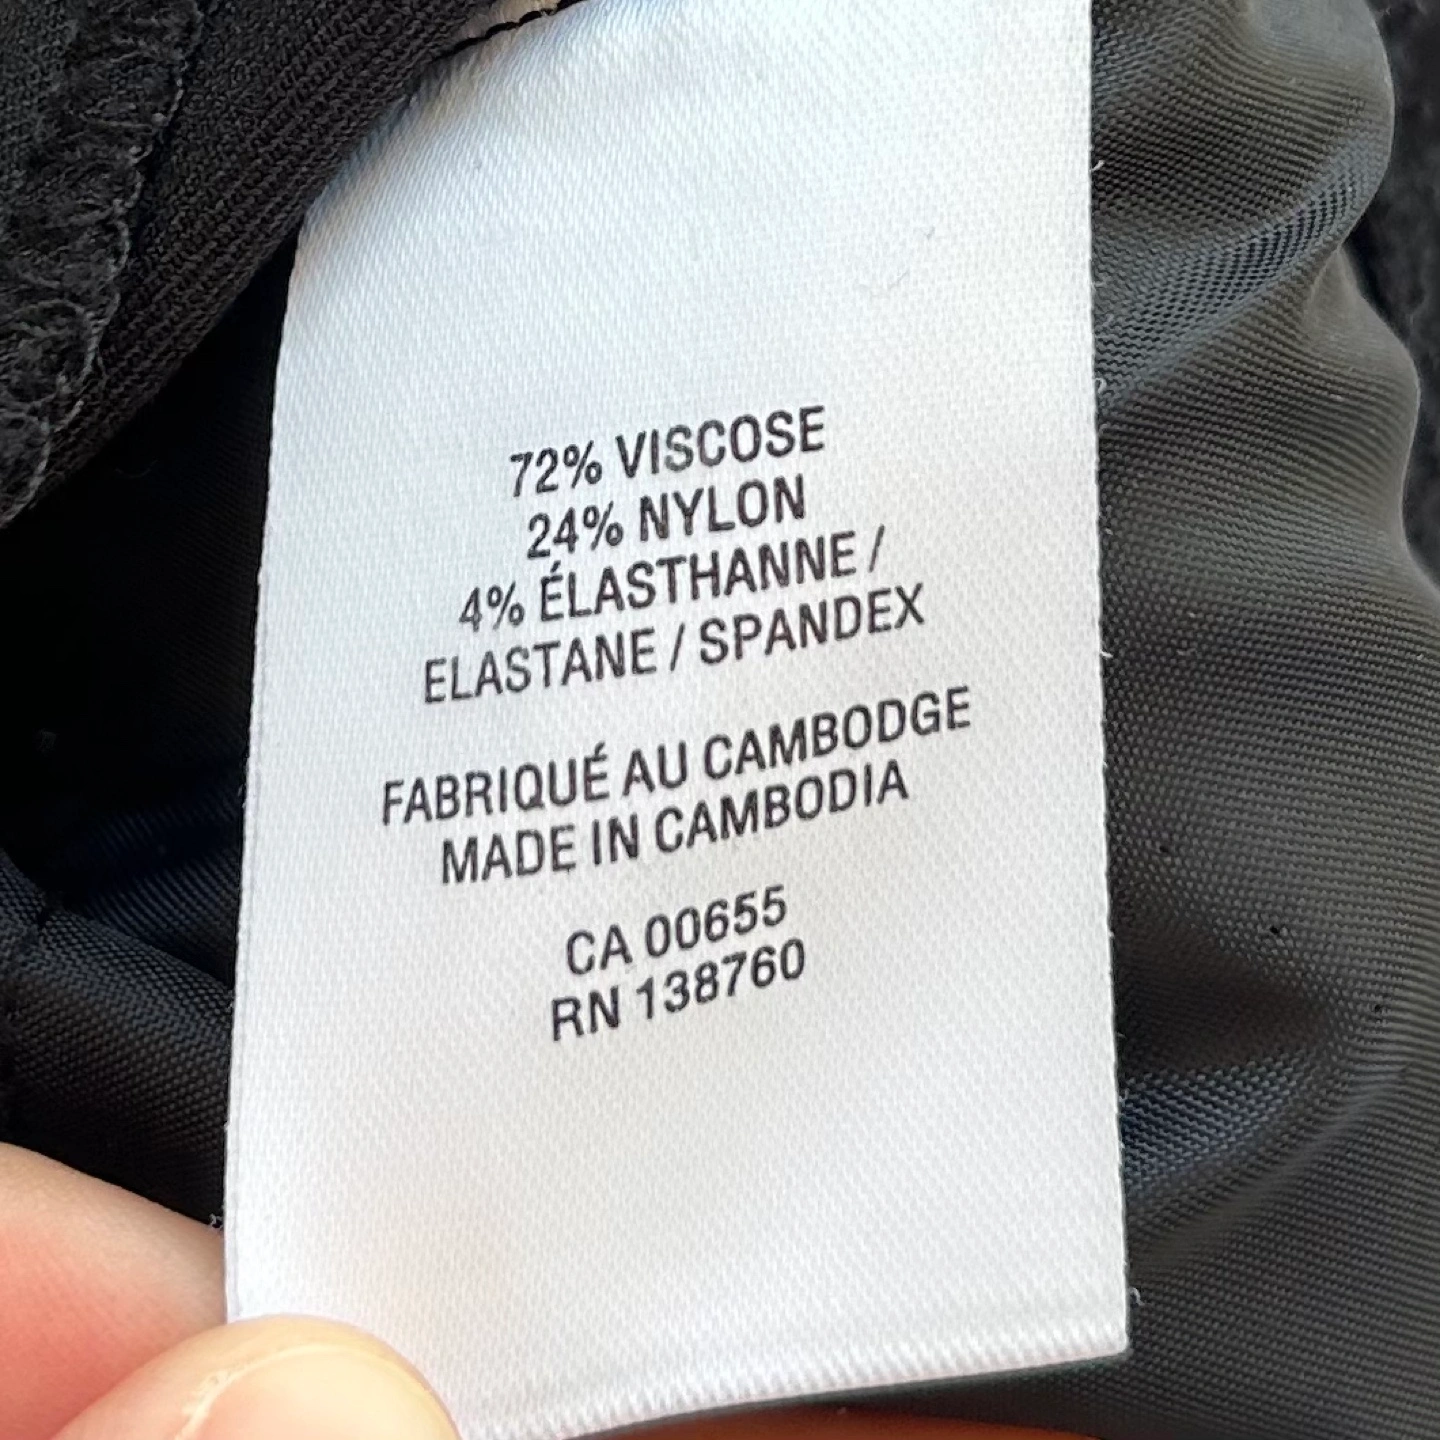 72% VISCOSE
24% NYLON
4% ÉLASTHANNE /
ELASTANE / SPANDEX
FABRIQUÉ AU CAMBODGE
MADE IN CAMBODIA
CA 00655
RN 138760